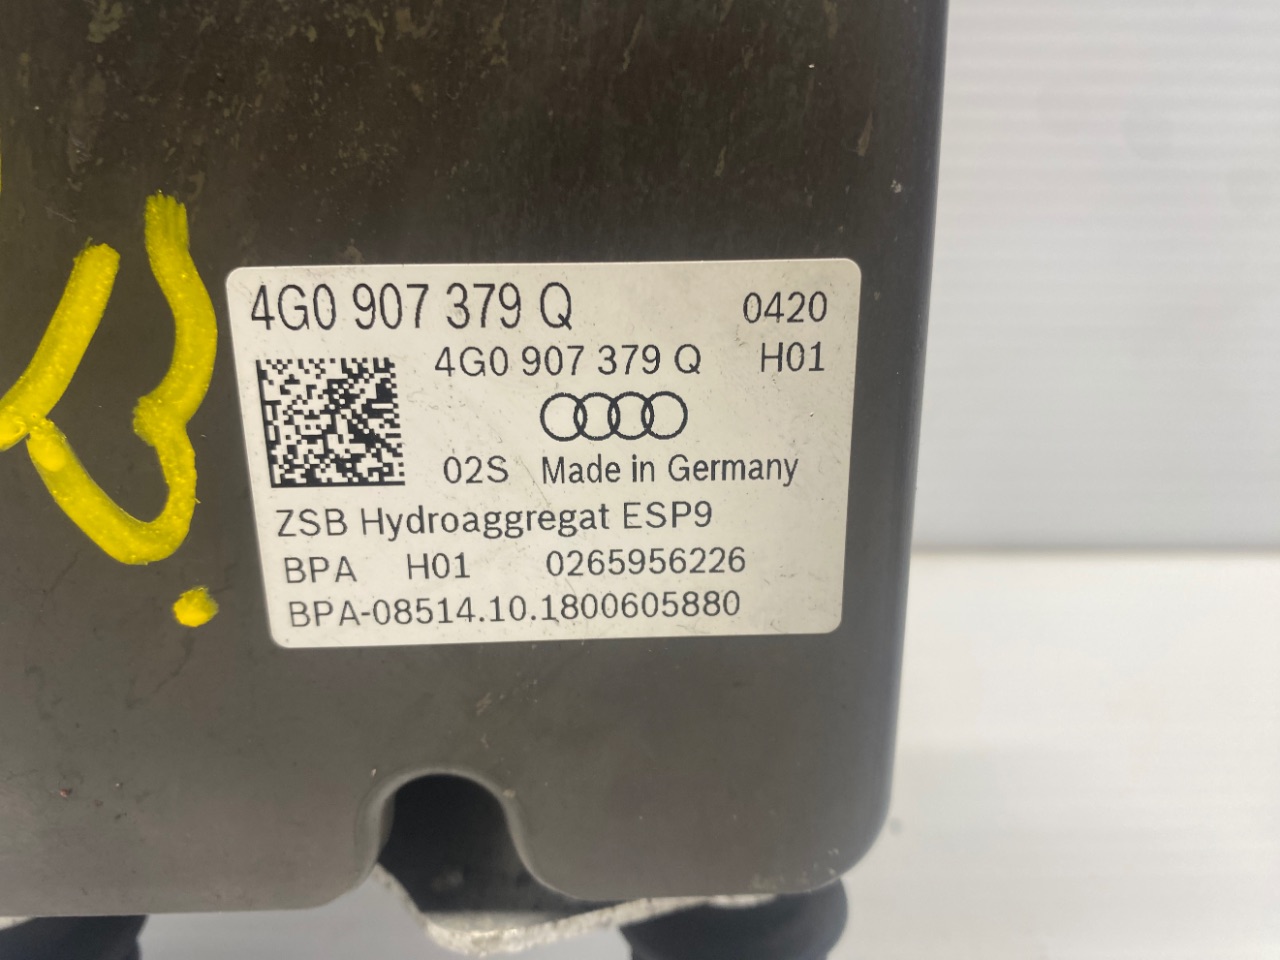 4G0 907 379 Q 0420
4G0 907 379 Q H01
02S Made in Germany
ZSB Hydroaggregat ESP9
BPA H01 0265956226
BPA-08514.10.1800605880